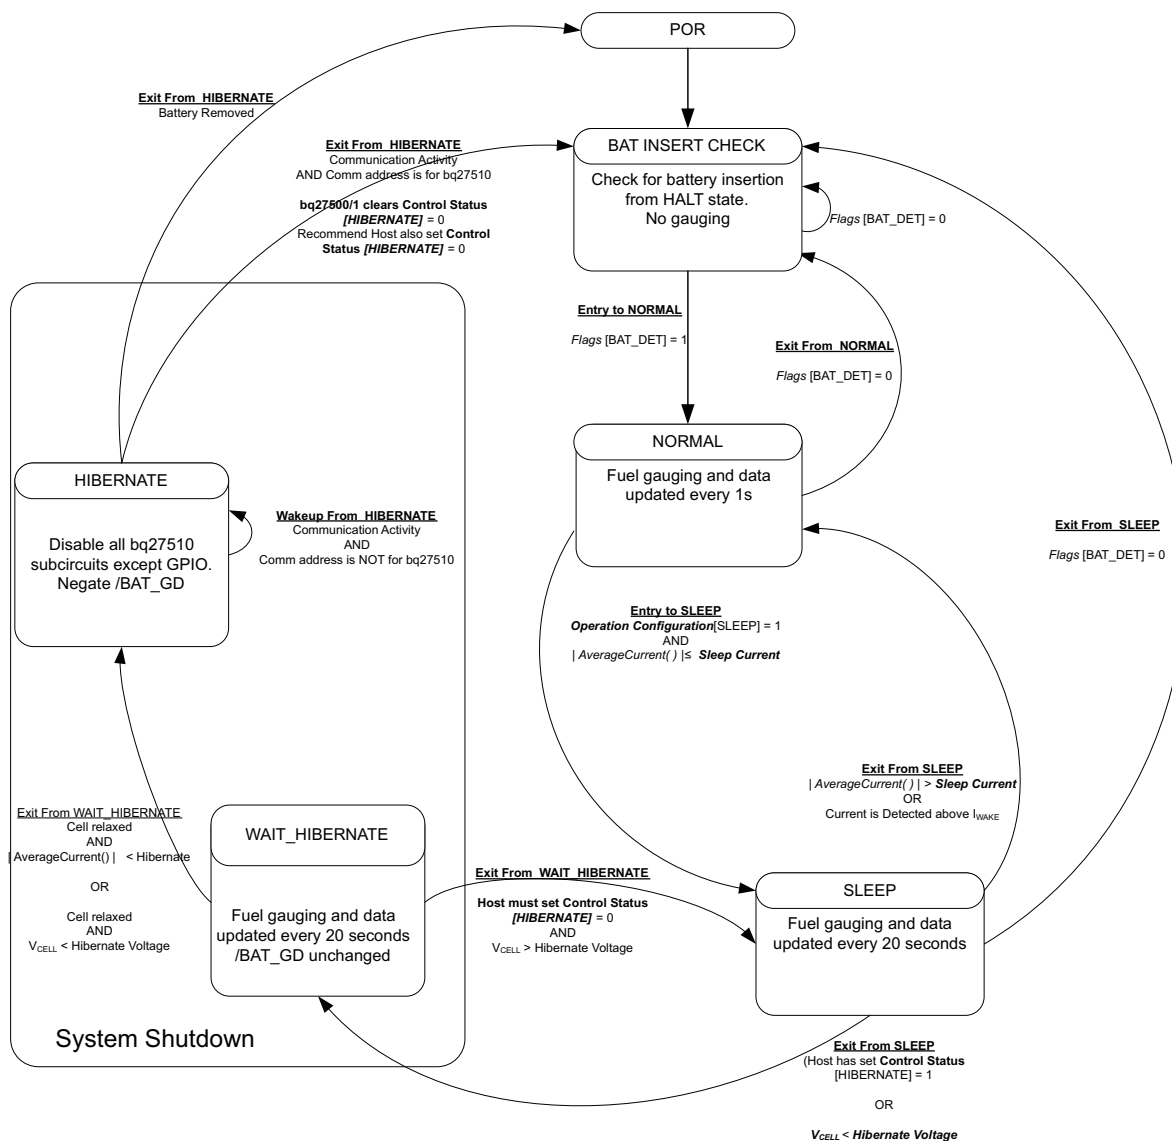 POR
Exit From  HIBERNATE
Battery Removed
Exit From  HIBERNATE
Communication Activity
AND Comm address is for bq27510
bq27500/1 clears Control Status
[HIBERNATE] = 0
Recommend Host also set Control
Status [HIBERNATE] = 0
BAT INSERT CHECK
Check for battery insertion
from HALT state.
No gauging
Flags [BAT_DET] = 0
Entry to NORMAL
Flags [BAT_DET] = 1
Exit From  NORMAL
Flags [BAT_DET] = 0
NORMAL
Fuel gauging and data
updated every 1s
HIBERNATE
Disable all bq27510
subcircuits except GPIO.
Negate /BAT_GD
Wakeup From  HIBERNATE
Communication Activity
AND
Comm address is NOT for bq27510
Exit From  SLEEP
Flags [BAT_DET] = 0
Entry to SLEEP
Operation Configuration[SLEEP] = 1
AND
| AverageCurrent( ) |≤  Sleep Current
Exit From SLEEP
| AverageCurrent( ) | > Sleep Current
OR
Current is Detected above IWAKE
Exit From WAIT_HIBERNATE
Cell relaxed
AND
| AverageCurrent() |  < Hibernate
OR
Cell relaxed
AND
VCELL < Hibernate Voltage
WAIT_HIBERNATE
Fuel gauging and data
updated every 20 seconds
/BAT_GD unchanged
Exit From  WAIT_HIBERNATE
Host must set Control Status
[HIBERNATE] = 0
AND
VCELL > Hibernate Voltage
SLEEP
Fuel gauging and data
updated every 20 seconds
System Shutdown
Exit From SLEEP
(Host has set Control Status
[HIBERNATE] = 1
OR
VCELL < Hibernate Voltage